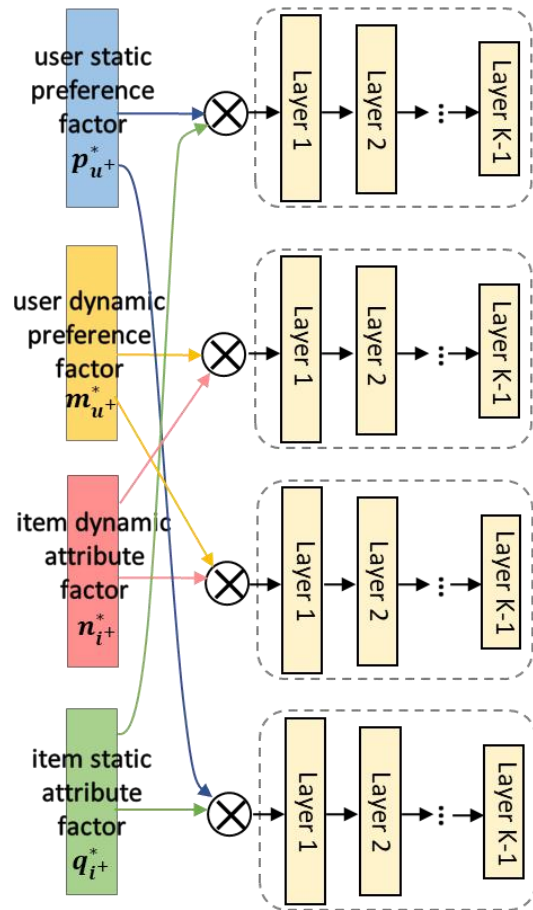 user static
preference
factor
p*_{u+}
Layer 1
Layer 2
...
Layer K-1
user dynamic
preference
factor
m*_{u+}
Layer 1
Layer 2
...
Layer K-1
item dynamic
attribute
factor
n*_{i+}
Layer 1
Layer 2
...
Layer K-1
item static
attribute
factor
q*_{i+}
Layer 1
Layer 2
...
Layer K-1